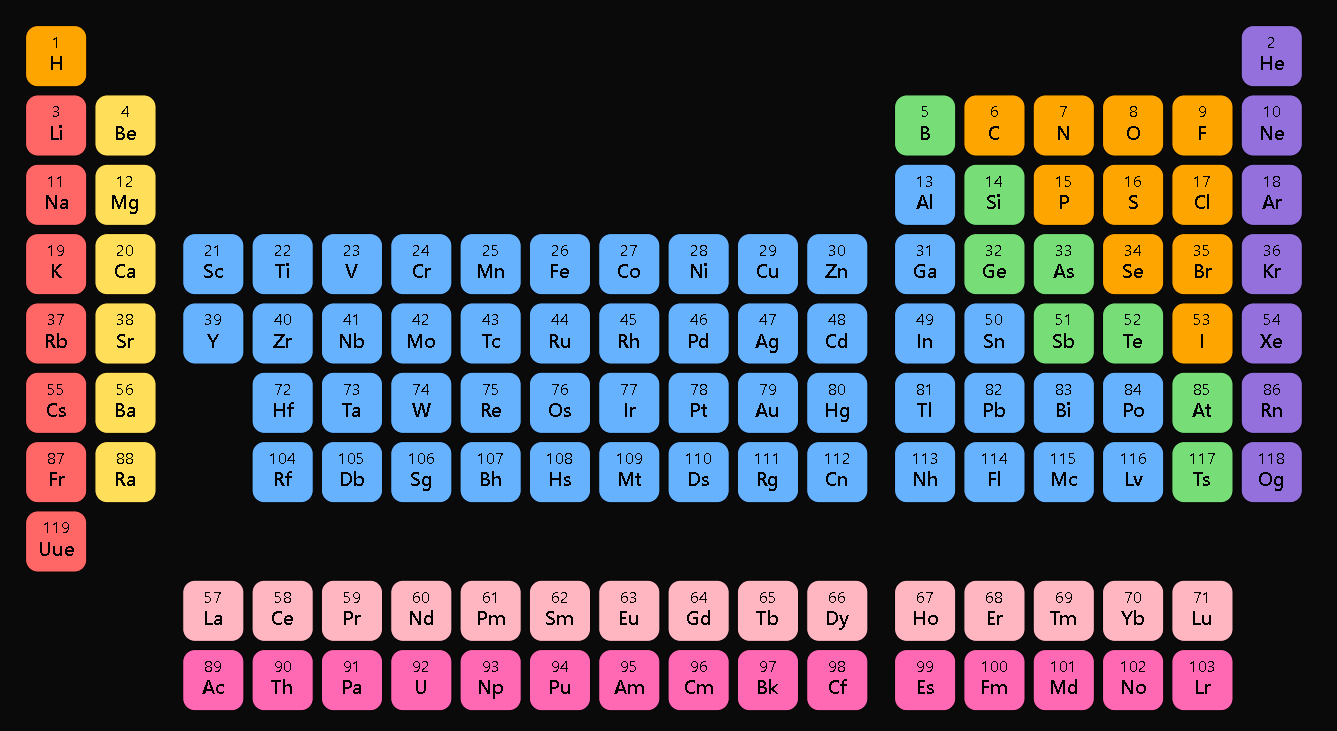 1 2
H He
3 4 5 6 7 8 9 10
Li Be B C N O F Ne
11 12 13 14 15 16 17 18
Na Mg Al Si P S Cl Ar
19 20 21 22 23 24 25 26 27 28 29 30 31 32 33 34 35 36
K Ca Sc Ti V Cr Mn Fe Co Ni Cu Zn Ga Ge As Se Br Kr
37 38 39 40 41 42 43 44 45 46 47 48 49 50 51 52 53 54
Rb Sr Y Zr Nb Mo Tc Ru Rh Pd Ag Cd In Sn Sb Te I Xe
55 56 72 73 74 75 76 77 78 79 80 81 82 83 84 85 86
Cs Ba Hf Ta W Re Os Ir Pt Au Hg Tl Pb Bi Po At Rn
87 88 104 105 106 107 108 109 110 111 112 113 114 115 116 117 118
Fr Ra Rf Db Sg Bh Hs Mt Ds Rg Cn Nh Fl Mc Lv Ts Og
119
Uue
57 58 59 60 61 62 63 64 65 66 67 68 69 70 71
La Ce Pr Nd Pm Sm Eu Gd Tb Dy Ho Er Tm Yb Lu
89 90 91 92 93 94 95 96 97 98 99 100 101 102 103
Ac Th Pa U Np Pu Am Cm Bk Cf Es Fm Md No Lr